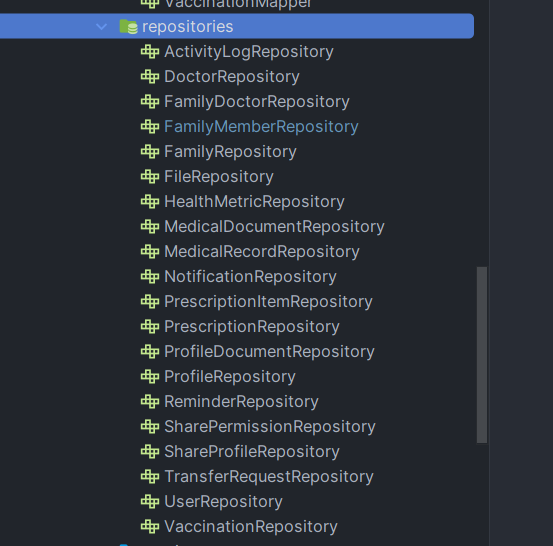 VaccinationMapper
repositories
ActivityLogRepository
DoctorRepository
FamilyDoctorRepository
FamilyMemberRepository
FamilyRepository
FileRepository
HealthMetricRepository
MedicalDocumentRepository
MedicalRecordRepository
NotificationRepository
PrescriptionItemRepository
PrescriptionRepository
ProfileDocumentRepository
ProfileRepository
ReminderRepository
SharePermissionRepository
ShareProfileRepository
TransferRequestRepository
UserRepository
VaccinationRepository